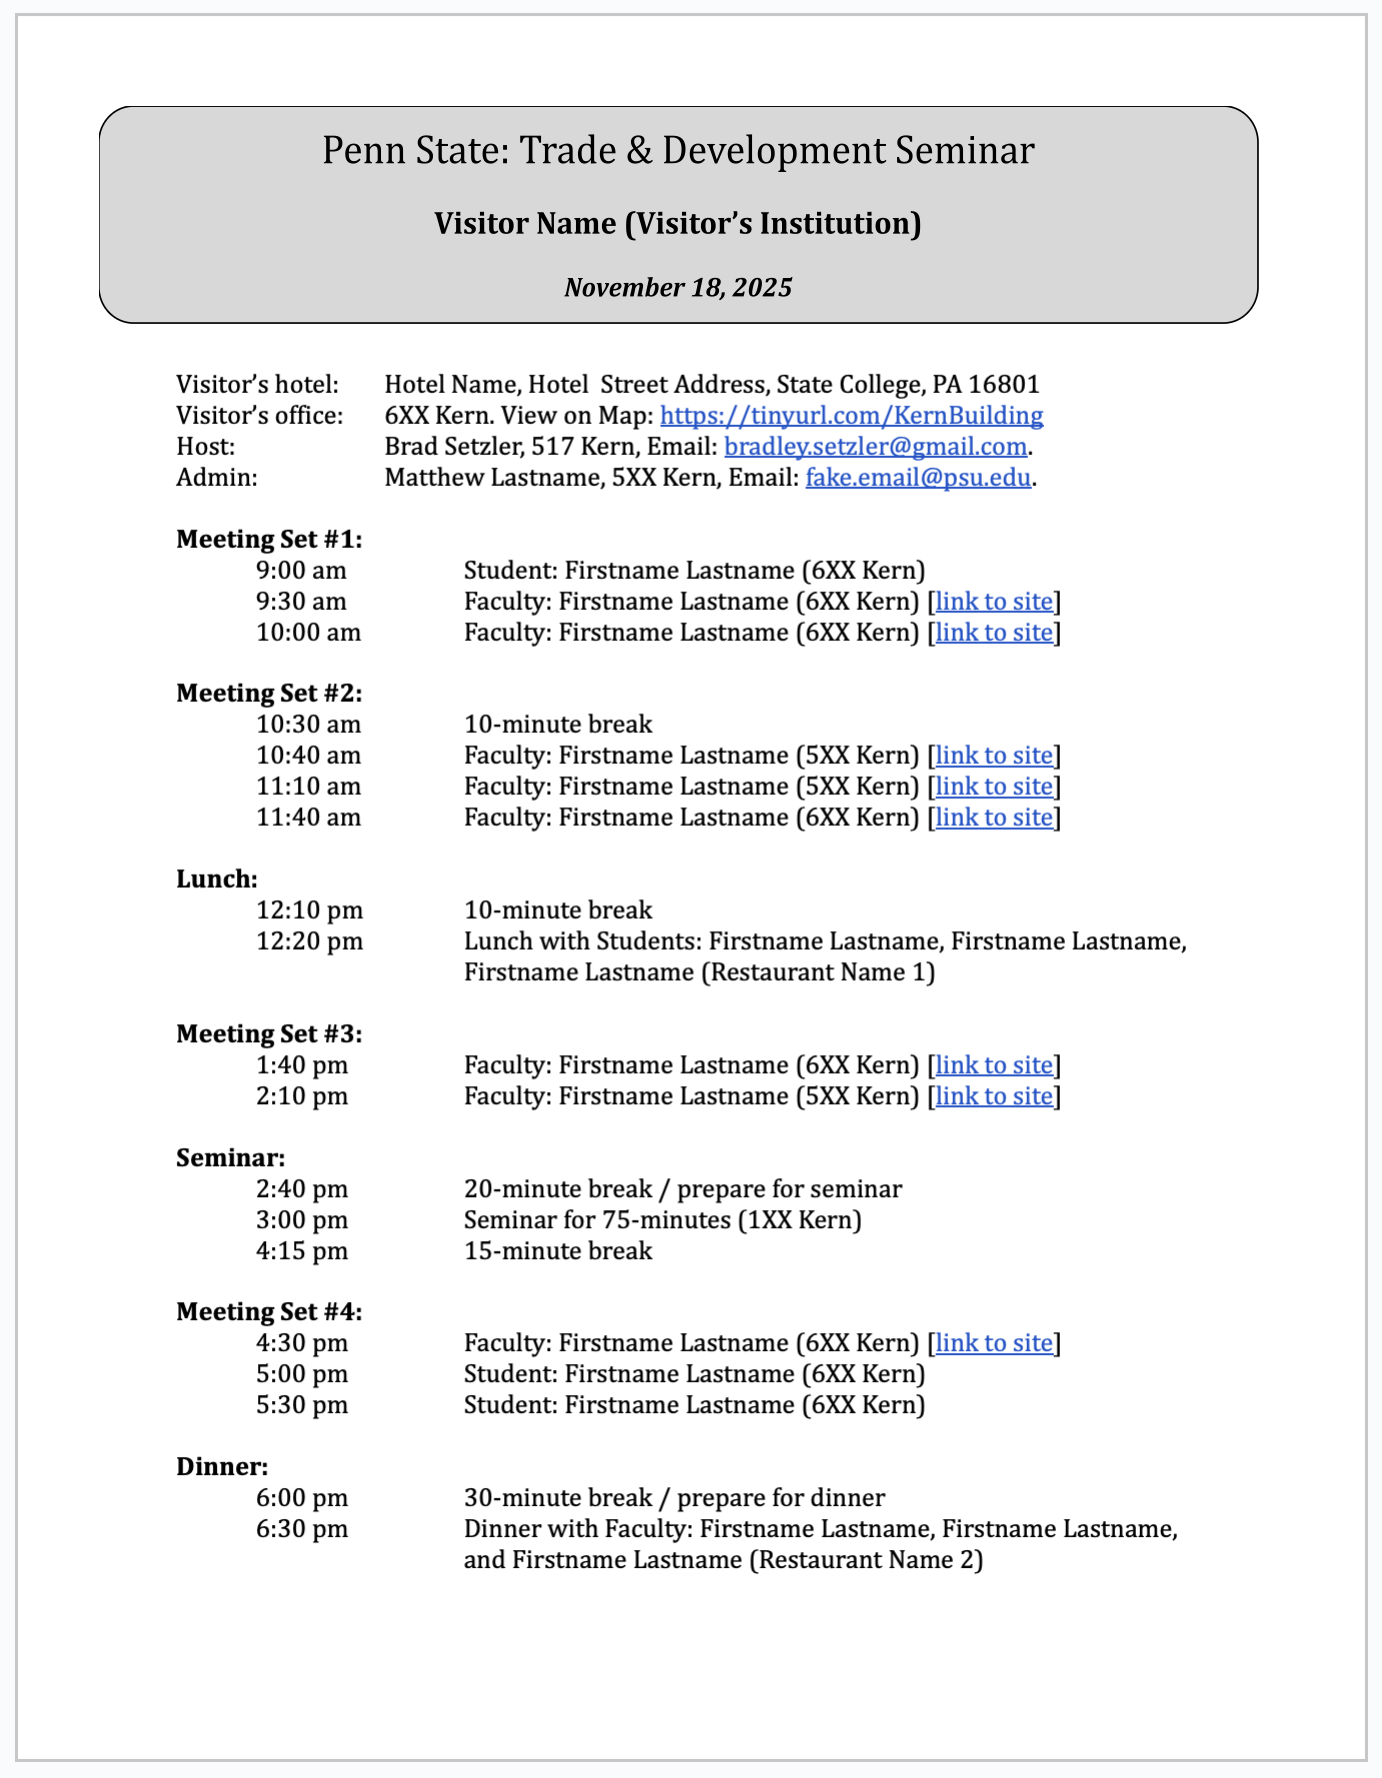 Penn State: Trade & Development Seminar
Visitor Name (Visitor’s Institution)
November 18, 2025
Visitor’s hotel: Hotel Name, Hotel  Street Address, State College, PA 16801
Visitor’s office: 6XX Kern. View on Map: https://tinyurl.com/KernBuilding
Host: Brad Setzler, 517 Kern, Email: bradley.setzler@gmail.com.
Admin: Matthew Lastname, 5XX Kern, Email: fake.email@psu.edu.
Meeting Set #1:
9:00 am Student: Firstname Lastname (6XX Kern)
9:30 am Faculty: Firstname Lastname (6XX Kern) [link to site]
10:00 am Faculty: Firstname Lastname (6XX Kern) [link to site]
Meeting Set #2:
10:30 am 10-minute break
10:40 am Faculty: Firstname Lastname (5XX Kern) [link to site]
11:10 am Faculty: Firstname Lastname (5XX Kern) [link to site]
11:40 am Faculty: Firstname Lastname (6XX Kern) [link to site]
Lunch:
12:10 pm 10-minute break
12:20 pm Lunch with Students: Firstname Lastname, Firstname Lastname,
Firstname Lastname (Restaurant Name 1)
Meeting Set #3:
1:40 pm Faculty: Firstname Lastname (6XX Kern) [link to site]
2:10 pm Faculty: Firstname Lastname (5XX Kern) [link to site]
Seminar:
2:40 pm 20-minute break / prepare for seminar
3:00 pm Seminar for 75-minutes (1XX Kern)
4:15 pm 15-minute break
Meeting Set #4:
4:30 pm Faculty: Firstname Lastname (6XX Kern) [link to site]
5:00 pm Student: Firstname Lastname (6XX Kern)
5:30 pm Student: Firstname Lastname (6XX Kern)
Dinner:
6:00 pm 30-minute break / prepare for dinner
6:30 pm Dinner with Faculty: Firstname Lastname, Firstname Lastname,
and Firstname Lastname (Restaurant Name 2)